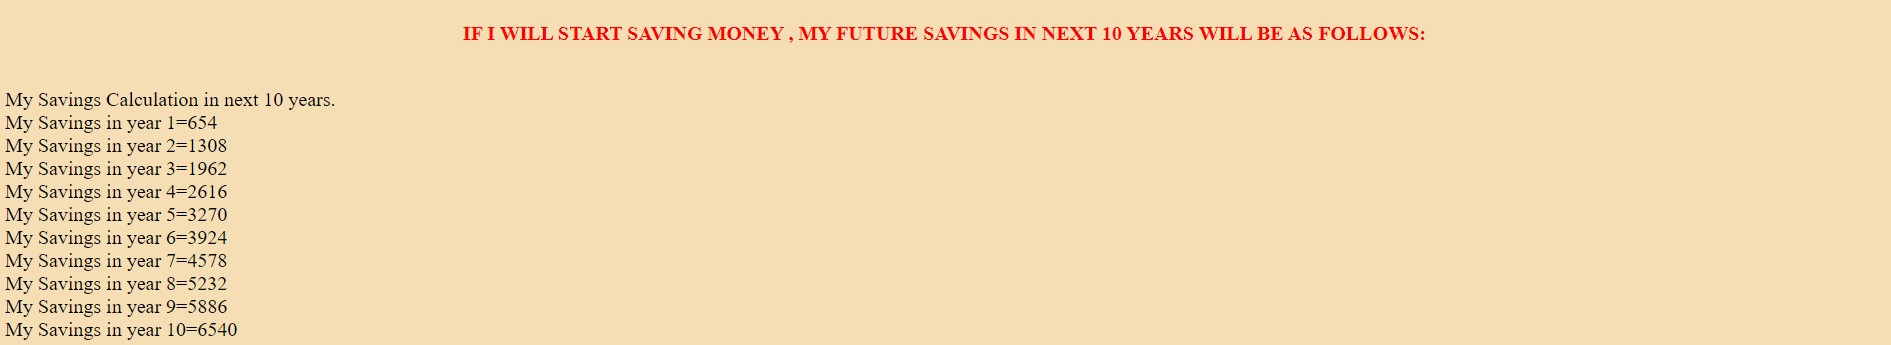 IF I WILL START SAVING MONEY , MY FUTURE SAVINGS IN NEXT 10 YEARS WILL BE AS FOLLOWS:
My Savings Calculation in next 10 years.
My Savings in year 1=654
My Savings in year 2=1308
My Savings in year 3=1962
My Savings in year 4=2616
My Savings in year 5=3270
My Savings in year 6=3924
My Savings in year 7=4578
My Savings in year 8=5232
My Savings in year 9=5886
My Savings in year 10=6540